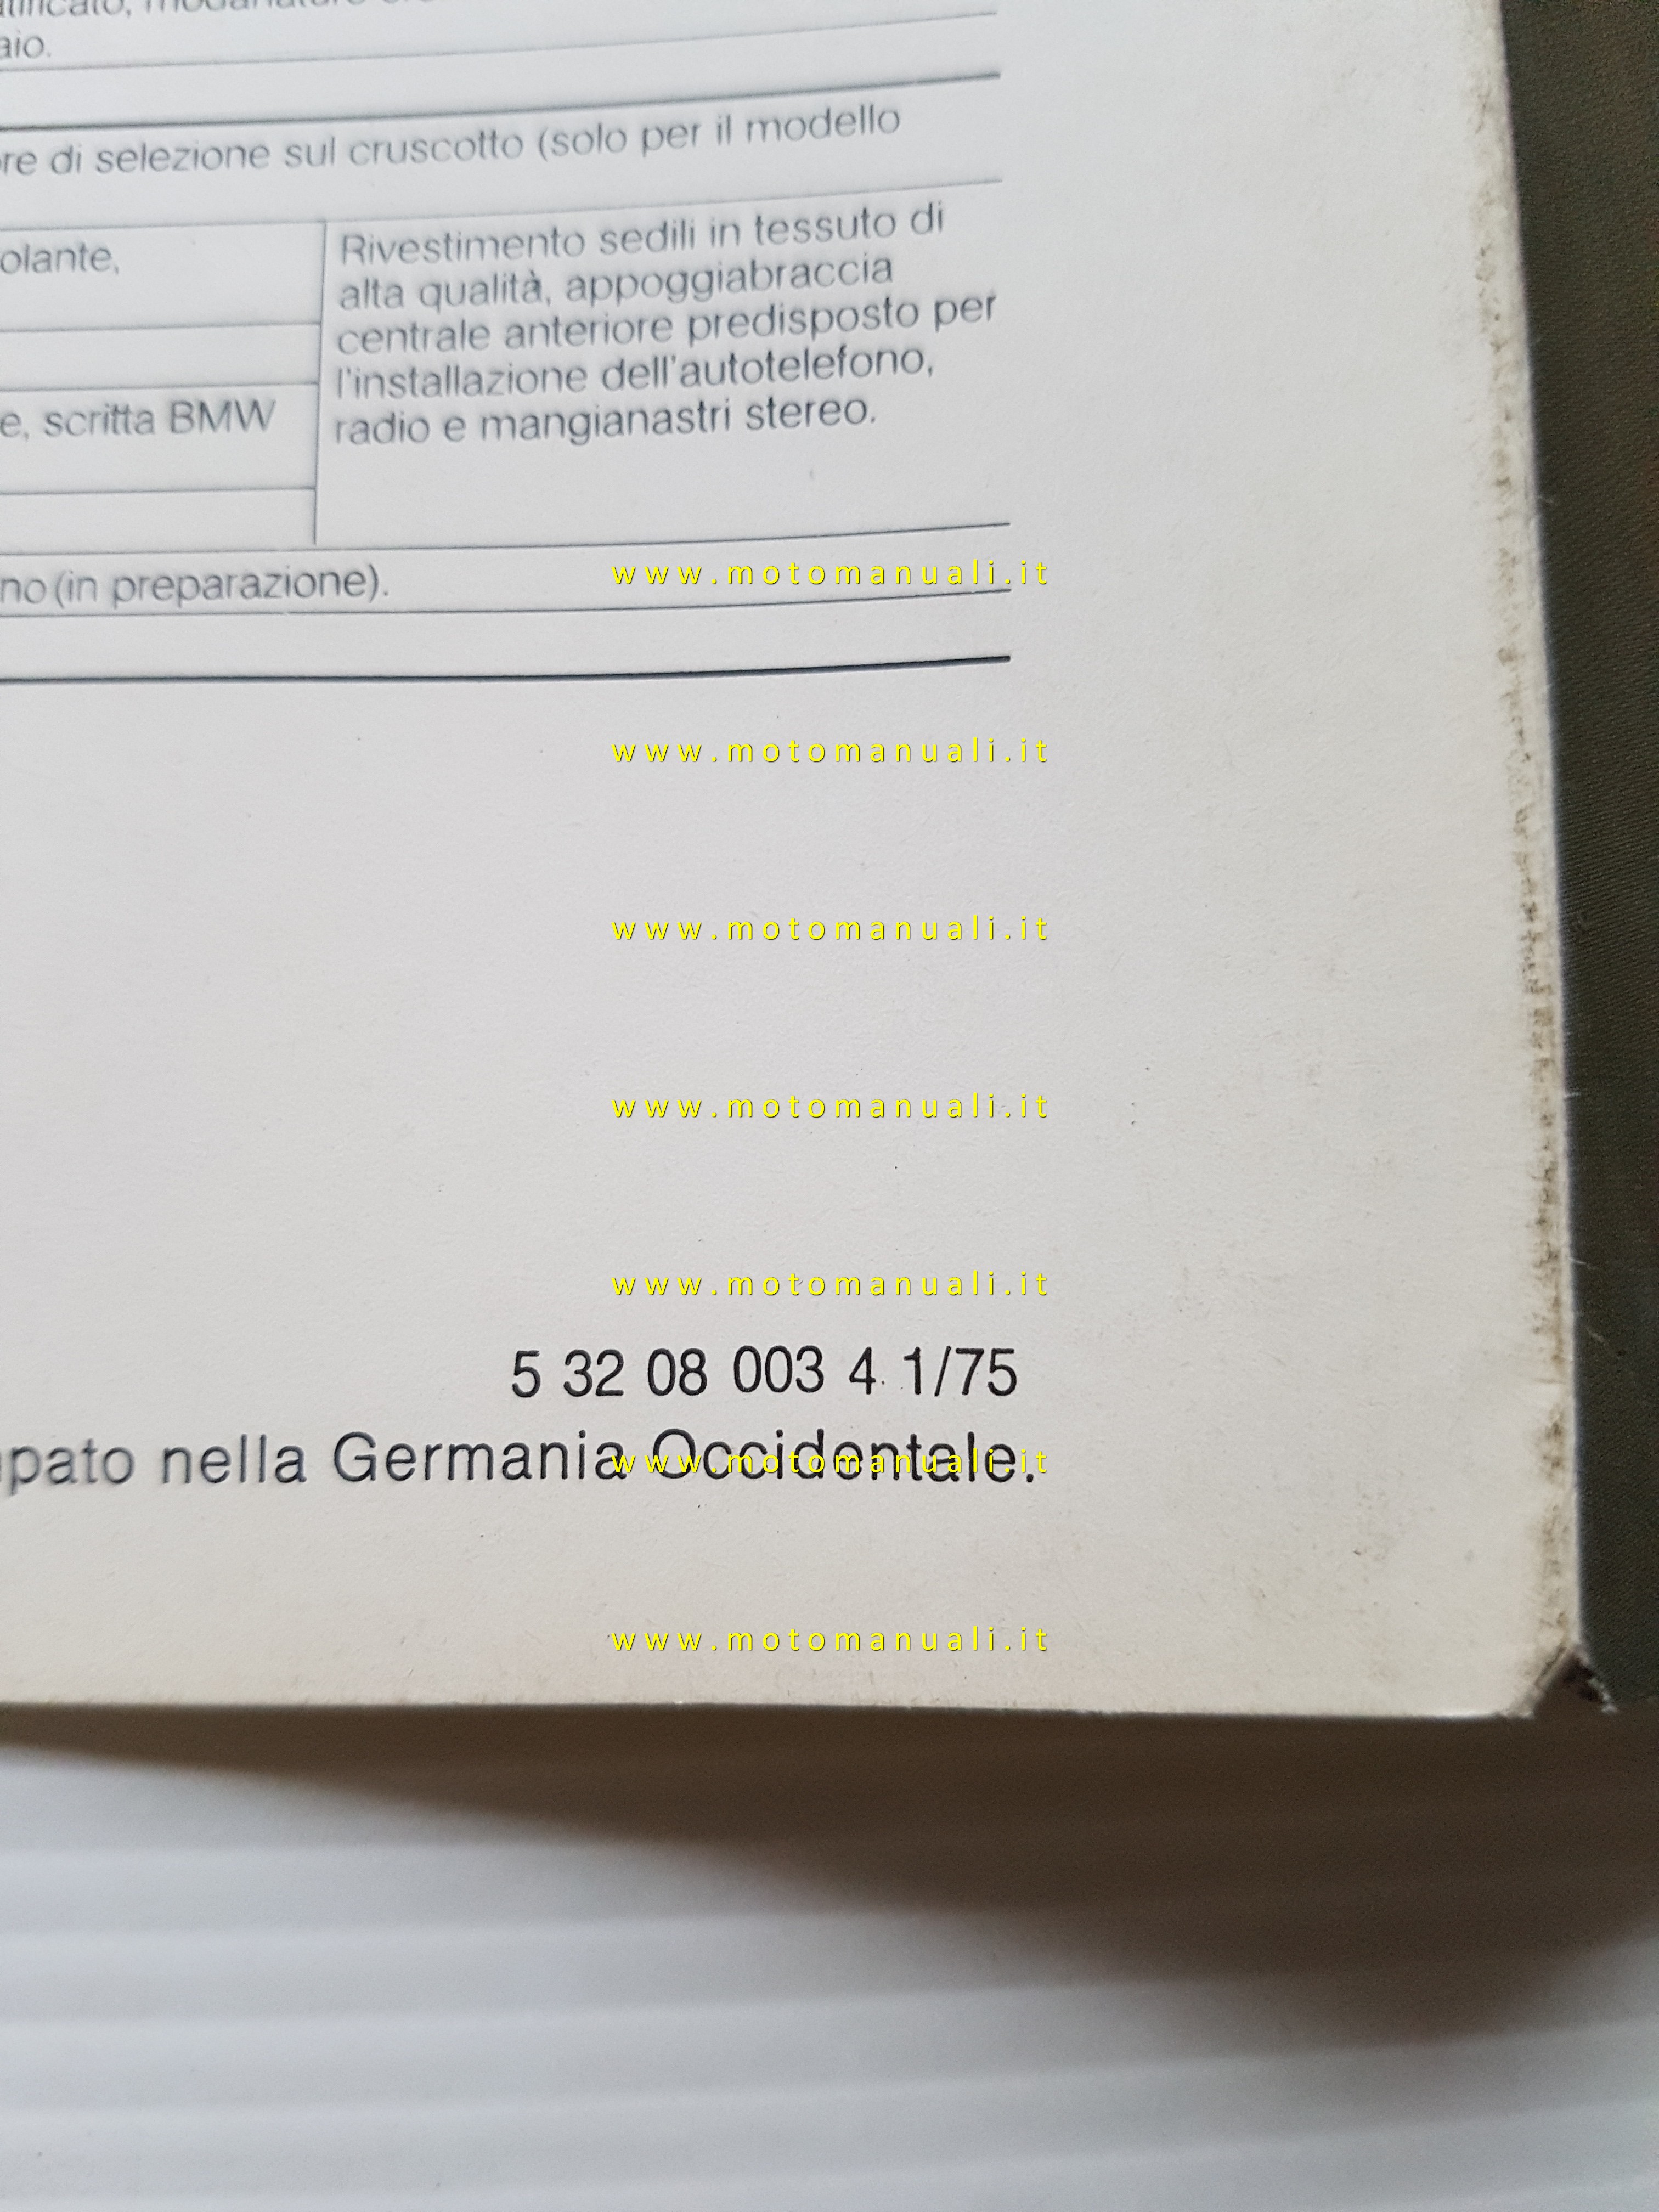 aio.
re di selezione sul cruscotto (solo per il modello
olante,
Rivestimento sedili in tessuto di
alta qualità, appoggiabraccia
centrale anteriore predisposto per
l'installazione dell'autotelefono,
radio e mangianastri stereo.
e, scritta BMW
no (in preparazione).
www.motomanuali.it
www.motomanuali.it
www.motomanuali.it
www.motomanuali.it
www.motomanuali.it
5 32 08 003 4 1/75
pato nella Germania Occidentale.
www.motomanuali.it
www.motomanuali.it